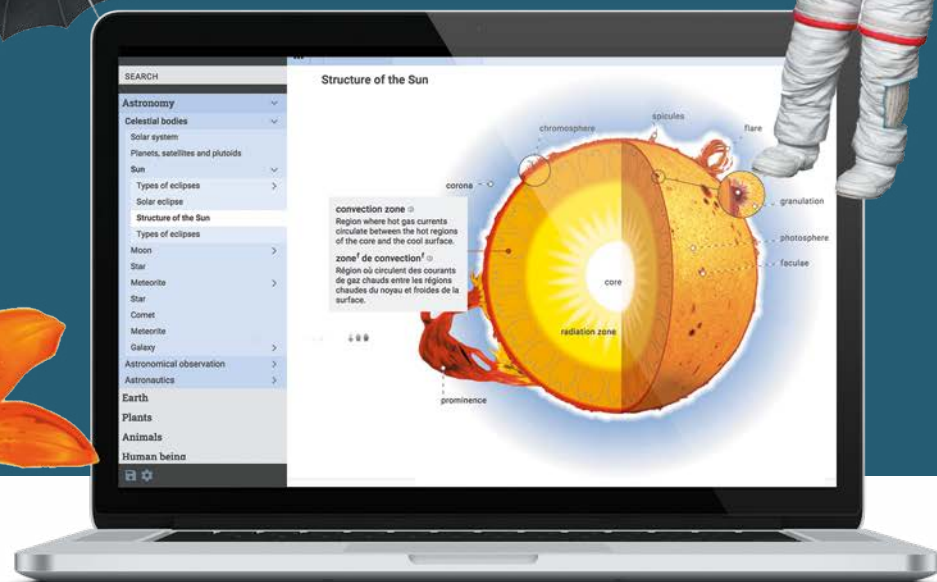 SEARCH
Astronomy
Celestial bodies
Solar system
Planets, satellites and plutoids
Sun
Types of eclipses
Solar eclipse
Structure of the Sun
Types of eclipses
Moon
Star
Meteorite
Star
Comet
Meteorite
Galaxy
Astronomical observation
Astronautics
Earth
Plants
Animals
Human being
Structure of the Sun
spicules
chromosphere
flare
corona
granulation
convection zone
Region where hot gas currents
circulate between the hot regions
of the core and the cool surface.
zoneᶠ de convectionᶠ
Région où circulent des courants
de gaz chauds entre les régions
chaudes du noyau et froides de la
surface.
photosphere
faculae
core
radiation zone
prominence